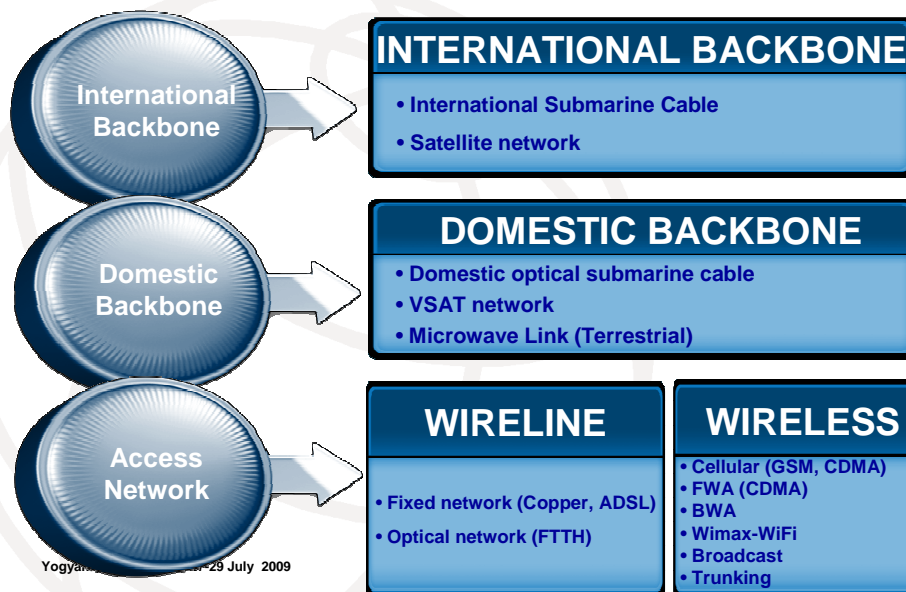 International
Backbone
INTERNATIONAL BACKBONE
• International Submarine Cable
• Satellite network
Domestic
Backbone
DOMESTIC BACKBONE
• Domestic optical submarine cable
• VSAT network
• Microwave Link (Terrestrial)
Access
Network
WIRELINE
• Fixed network (Copper, ADSL)
• Optical network (FTTH)
WIRELESS
• Cellular (GSM, CDMA)
• FWA (CDMA)
• BWA
• Wimax-WiFi
• Broadcast
• Trunking
29 July 2009